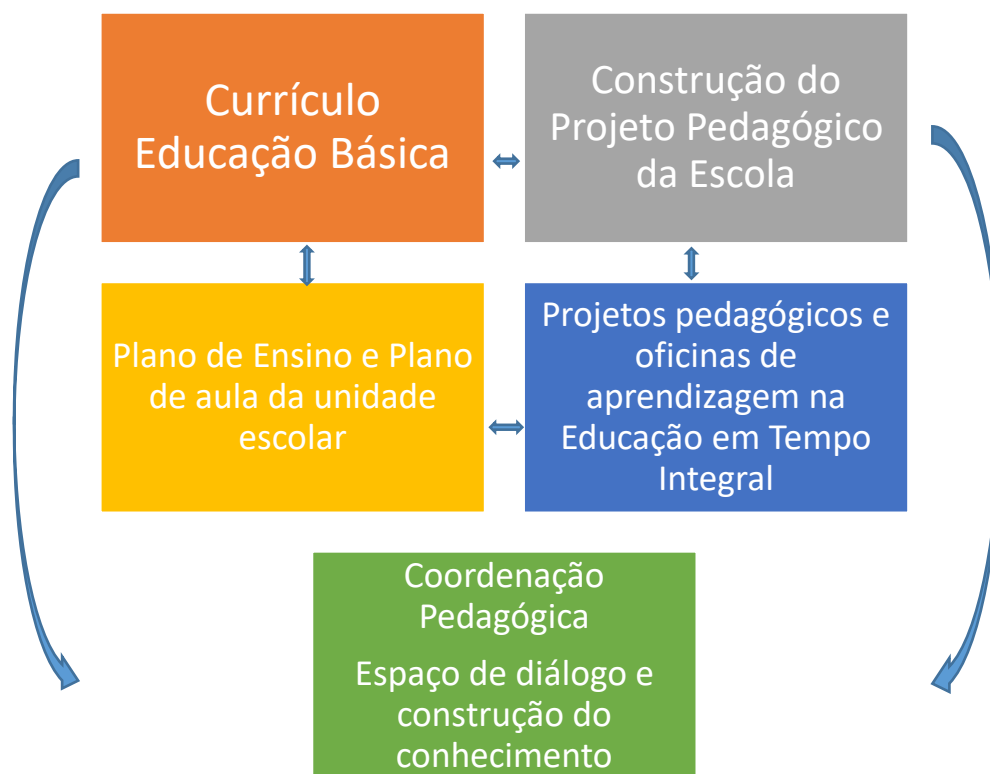 Currículo
Educação Básica
Construção do
Projeto Pedagógico
da Escola
Plano de Ensino e Plano
de aula da unidade
escolar
Projetos pedagógicos e
oficinas de
aprendizagem na
Educação em Tempo
Integral
Coordenação
Pedagógica
Espaço de diálogo e
construção do
conhecimento